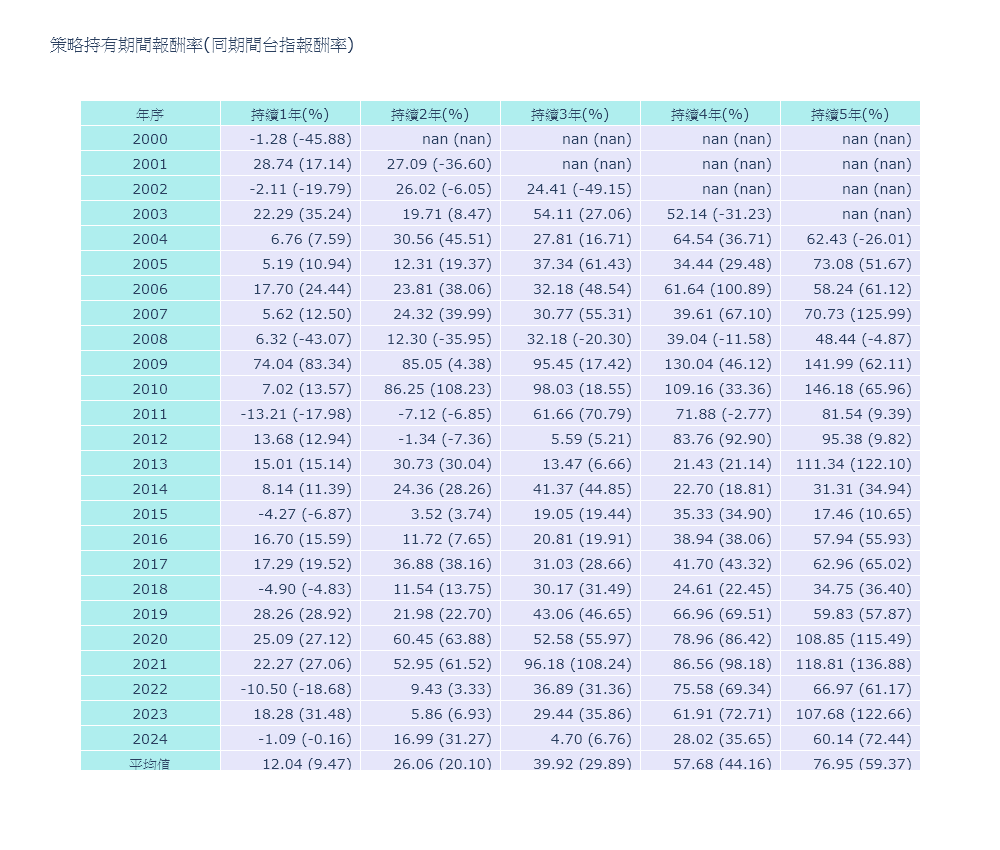 策略持有期間報酬率(同期間台指報酬率)
年序 持續1年(%) 持續2年(%) 持續3年(%) 持續4年(%) 持續5年(%)
2000 -1.28 (-45.88) nan (nan) nan (nan) nan (nan) nan (nan)
2001 28.74 (17.14) 27.09 (-36.60) nan (nan) nan (nan) nan (nan)
2002 -2.11 (-19.79) 26.02 (-6.05) 24.41 (-49.15) nan (nan) nan (nan)
2003 22.29 (35.24) 19.71 (8.47) 54.11 (27.06) 52.14 (-31.23) nan (nan)
2004 6.76 (7.59) 30.56 (45.51) 27.81 (16.71) 64.54 (36.71) 62.43 (-26.01)
2005 5.19 (10.94) 12.31 (19.37) 37.34 (61.43) 34.44 (29.48) 73.08 (51.67)
2006 17.70 (24.44) 23.81 (38.06) 32.18 (48.54) 61.64 (100.89) 58.24 (61.12)
2007 5.62 (12.50) 24.32 (39.99) 30.77 (55.31) 39.61 (67.10) 70.73 (125.99)
2008 6.32 (-43.07) 12.30 (-35.95) 32.18 (-20.30) 39.04 (-11.58) 48.44 (-4.87)
2009 74.04 (83.34) 85.05 (4.38) 95.45 (17.42) 130.04 (46.12) 141.99 (62.11)
2010 7.02 (13.57) 86.25 (108.23) 98.03 (18.55) 109.16 (33.36) 146.18 (65.96)
2011 -13.21 (-17.98) -7.12 (-6.85) 61.66 (70.79) 71.88 (-2.77) 81.54 (9.39)
2012 13.68 (12.94) -1.34 (-7.36) 5.59 (5.21) 83.76 (92.90) 95.38 (9.82)
2013 15.01 (15.14) 30.73 (30.04) 13.47 (6.66) 21.43 (21.14) 111.34 (122.10)
2014 8.14 (11.39) 24.36 (28.26) 41.37 (44.85) 22.70 (18.81) 31.31 (34.94)
2015 -4.27 (-6.87) 3.52 (3.74) 19.05 (19.44) 35.33 (34.90) 17.46 (10.65)
2016 16.70 (15.59) 11.72 (7.65) 20.81 (19.91) 38.94 (38.06) 57.94 (55.93)
2017 17.29 (19.52) 36.88 (38.16) 31.03 (28.66) 41.70 (43.32) 62.96 (65.02)
2018 -4.90 (-4.83) 11.54 (13.75) 30.17 (31.49) 24.61 (22.45) 34.75 (36.40)
2019 28.26 (28.92) 21.98 (22.70) 43.06 (46.65) 66.96 (69.51) 59.83 (57.87)
2020 25.09 (27.12) 60.45 (63.88) 52.58 (55.97) 78.96 (86.42) 108.85 (115.49)
2021 22.27 (27.06) 52.95 (61.52) 96.18 (108.24) 86.56 (98.18) 118.81 (136.88)
2022 -10.50 (-18.68) 9.43 (3.33) 36.89 (31.36) 75.58 (69.34) 66.97 (61.17)
2023 18.28 (31.48) 5.86 (6.93) 29.44 (35.86) 61.91 (72.71) 107.68 (122.66)
2024 -1.09 (-0.16) 16.99 (31.27) 4.70 (6.76) 28.02 (35.65) 60.14 (72.44)
平均值 12.04 (9.47) 26.06 (20.10) 39.92 (29.89) 57.68 (44.16) 76.95 (59.37)